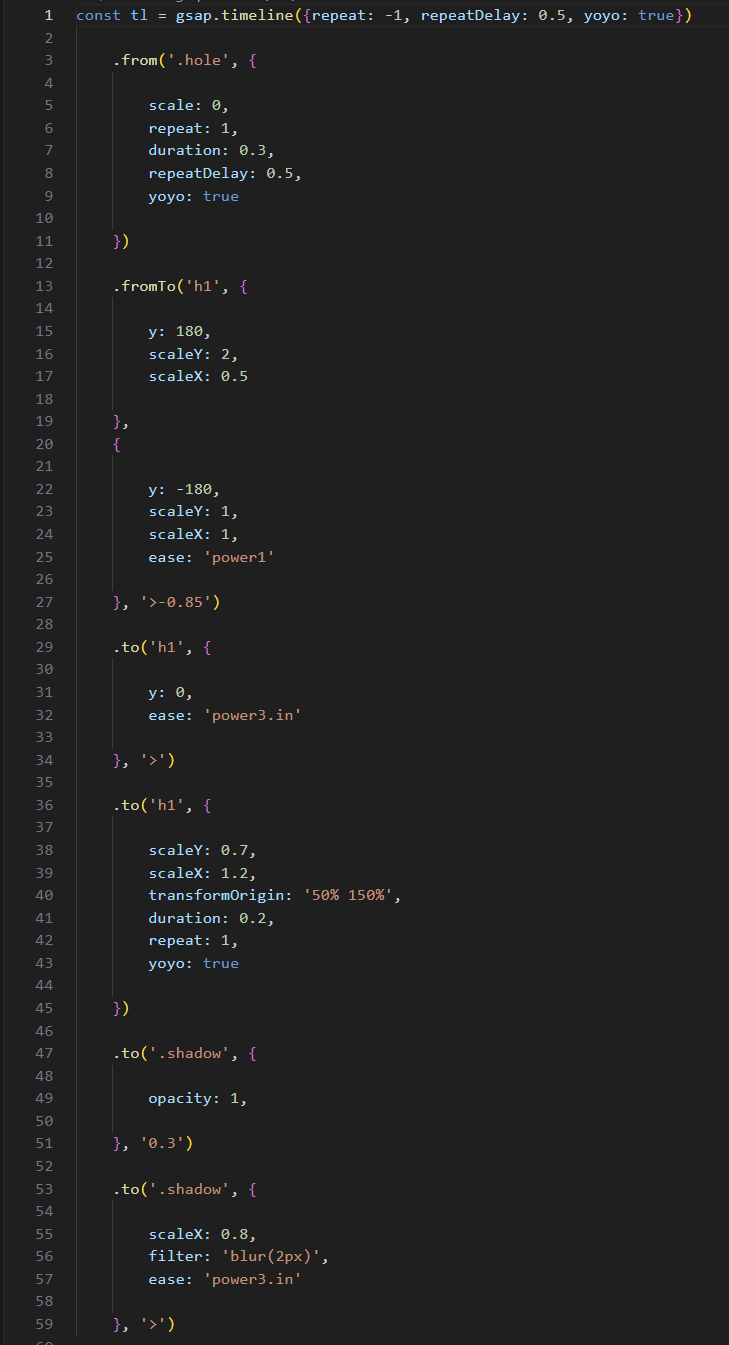 1 const tl = gsap.timeline({repeat: -1, repeatDelay: 0.5, yoyo: true})
2
3 .from('.hole', {
4
5 scale: 0,
6 repeat: 1,
7 duration: 0.3,
8 repeatDelay: 0.5,
9 yoyo: true
10
11 })
12
13 .fromTo('h1', {
14
15 y: 180,
16 scaleY: 2,
17 scaleX: 0.5
18
19 },
20 {
21
22 y: -180,
23 scaleY: 1,
24 scaleX: 1,
25 ease: 'power1'
26
27 }, '>-0.85')
28
29 .to('h1', {
30
31 y: 0,
32 ease: 'power3.in'
33
34 }, '>')
35
36 .to('h1', {
37
38 scaleY: 0.7,
39 scaleX: 1.2,
40 transformOrigin: '50% 150%',
41 duration: 0.2,
42 repeat: 1,
43 yoyo: true
44
45 })
46
47 .to('.shadow', {
48
49 opacity: 1,
50
51 }, '0.3')
52
53 .to('.shadow', {
54
55 scaleX: 0.8,
56 filter: 'blur(2px)',
57 ease: 'power3.in'
58
59 }, '>')